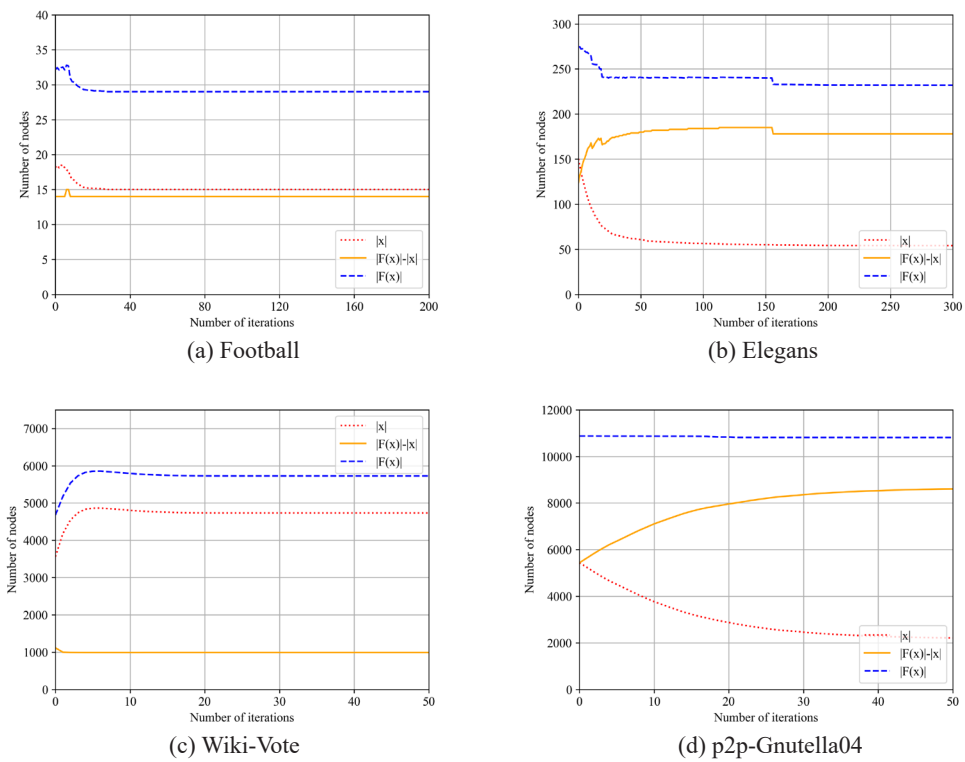 40
35
30
25
20
15
10
5
0
Number of nodes
|x|
|F(x)|-|x|
|F(x)|
0 40 80 120 160 200
Number of iterations
(a) Football
300
250
200
150
100
50
0
Number of nodes
|x|
|F(x)|-|x|
|F(x)|
0 50 100 150 200 250 300
Number of iterations
(b) Elegans
7000
6000
5000
4000
3000
2000
1000
0
Number of nodes
|x|
|F(x)|-|x|
|F(x)|
0 10 20 30 40 50
Number of iterations
(c) Wiki-Vote
12000
10000
8000
6000
4000
2000
0
Number of nodes
|x|
|F(x)|-|x|
|F(x)|
0 10 20 30 40 50
Number of iterations
(d) p2p-Gnutella04